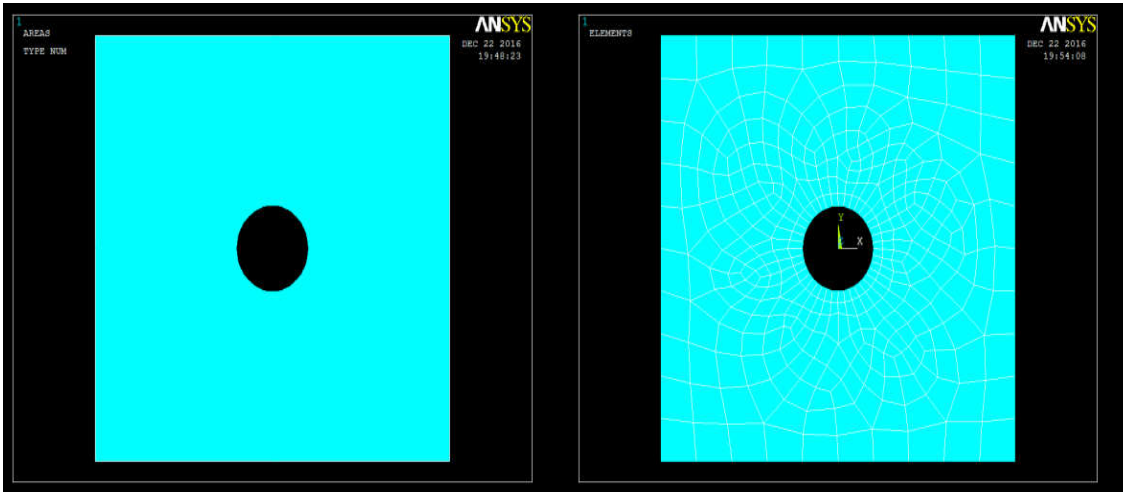 1
AREAS
TYPE NUM
ANSYS
DEC 22 2016
19:48:23
1
ELEMENTS
ANSYS
DEC 22 2016
19:54:08
Y
X